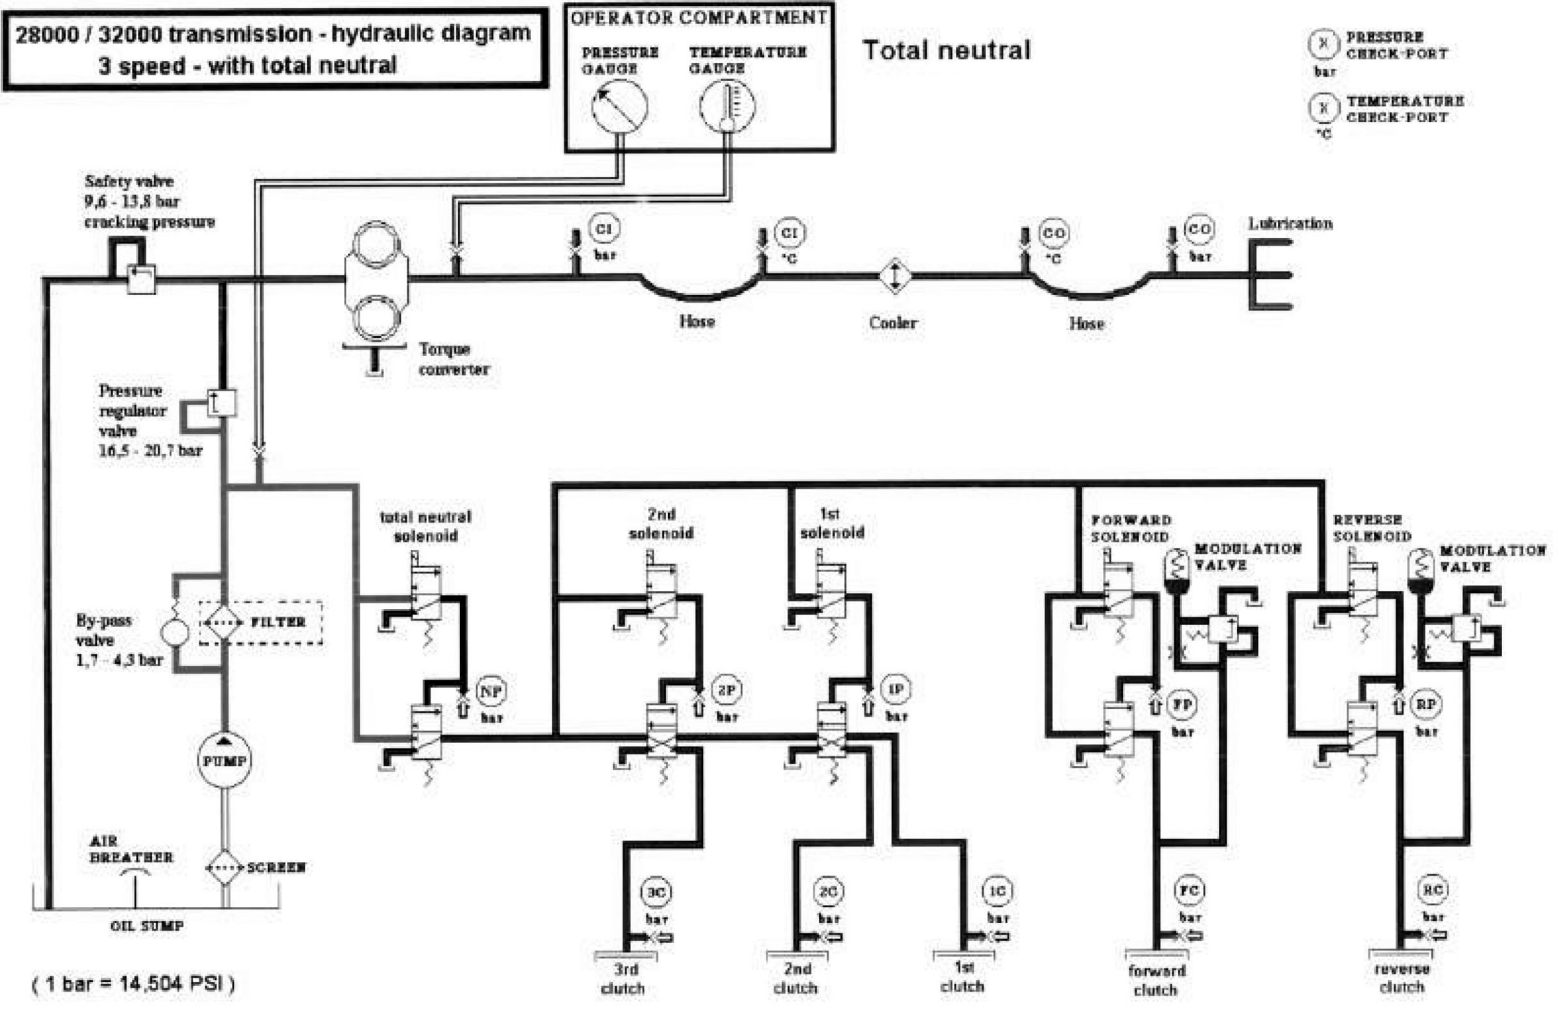 28000 / 32000 transmission - hydraulic diagram
3 speed - with total neutral
OPERATOR COMPARTMENT
PRESSURE
GAUGE
TEMPERATURE
GAUGE
Total neutral
PRESSURE
CHECK-PORT
bar
TEMPERATURE
CHECK-PORT
°C
Safety valve
9,6 - 13,8 bar
cracking pressure
CI
bar
CI
°C
CO
°C
CO
bar
Lubrication
Hose
Cooler
Hose
Torque
converter
Pressure
regulator
valve
16,5 - 20,7 bar
total neutral
solenoid
2nd
solenoid
1st
solenoid
FORWARD
SOLENOID
MODULATION
VALVE
REVERSE
SOLENOID
MODULATION
VALVE
By-pass
valve
1,7 - 4,3 bar
FILTER
NP
bar
2P
bar
1P
bar
FP
bar
RP
bar
PUMP
AIR
BREATHER
SCREEN
OIL SUMP
3C
bar
2C
bar
1C
bar
FC
bar
RC
bar
3rd
clutch
2nd
clutch
1st
clutch
forward
clutch
reverse
clutch
( 1 bar = 14,504 PSI )